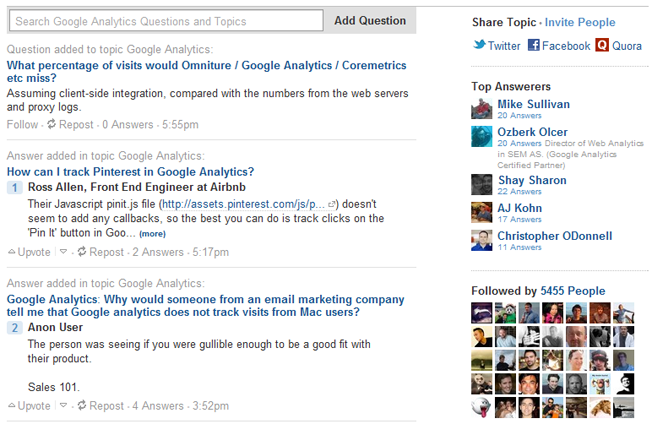 Search Google Analytics Questions and Topics
Add Question
Question added to topic Google Analytics:
What percentage of visits would Omniture / Google Analytics / Coremetrics
etc miss?
Assuming client-side integration, compared with the numbers from the web servers
and proxy logs.
Follow · Repost · 0 Answers · 5:55pm
Answer added in topic Google Analytics:
How can I track Pinterest in Google Analytics?
1 Ross Allen, Front End Engineer at Airbnb
Their Javascript pinit.js file (http://assets.pinterest.com/js/p... ) doesn't
seem to add any callbacks, so the best you can do is track clicks on the
'Pin It' button in Goo... (more)
Upvote · Repost · 2 Answers · 5:17pm
Answer added in topic Google Analytics:
Google Analytics: Why would someone from an email marketing company
tell me that Google analytics does not track visits from Mac users?
2 Anon User
The person was seeing if you were gullible enough to be a good fit with
their product.
Sales 101.
Upvote · Repost · 4 Answers · 3:52pm
Share Topic · Invite People
Twitter Facebook Quora
Top Answerers
Mike Sullivan
20 Answers
Ozberk Olcer
20 Answers Director of Web Analytics
in SEM AS. (Google Analytics
Certified Partner)
Shay Sharon
22 Answers
AJ Kohn
17 Answers
Christopher ODonnell
11 Answers
Followed by 5455 People